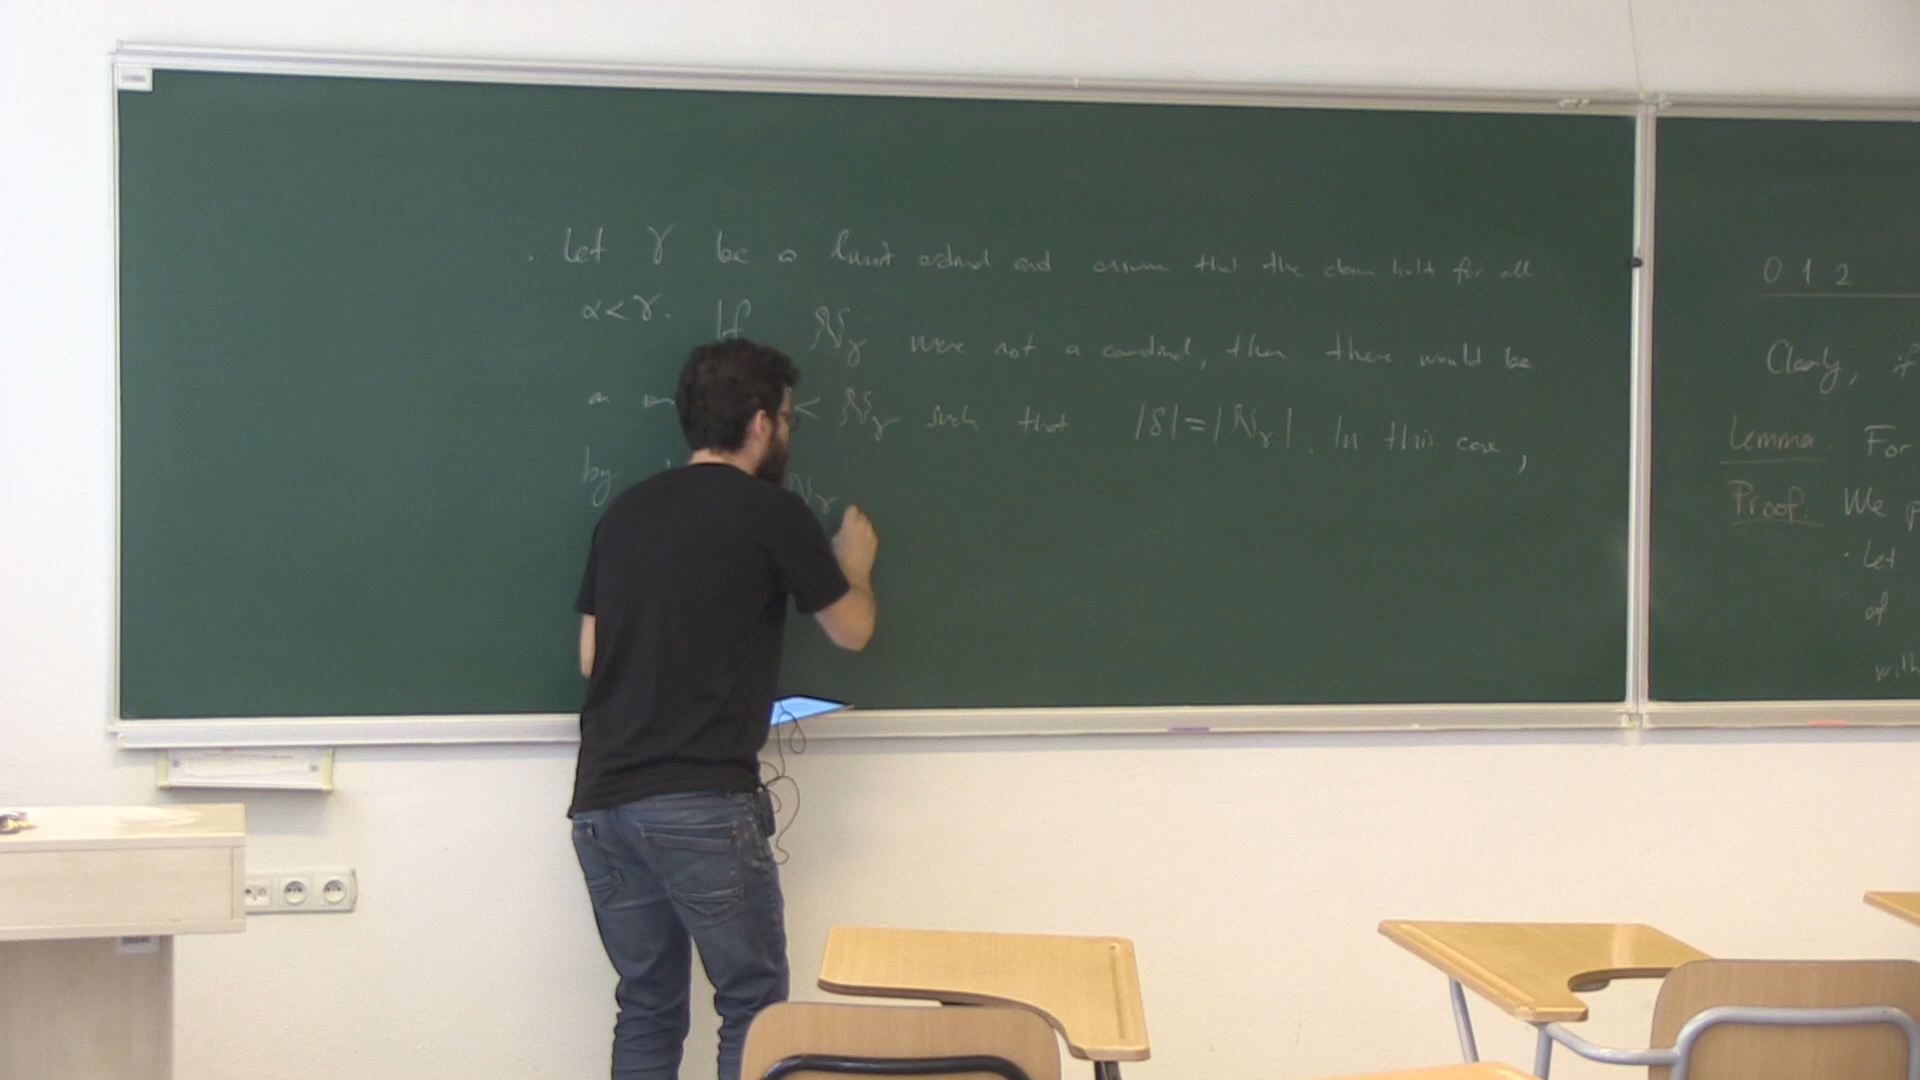 . Let γ be a limit ordinal and assume that the claim holds for all
α<γ. If ℵ_γ were not a cardinal, then there would be
a < ℵ_γ such that |δ|=|ℵ_γ|. In this case,
by ℵ_γ
0 1 2
Clearly, if
Lemma. For
Proof: We p
· Let
of
with